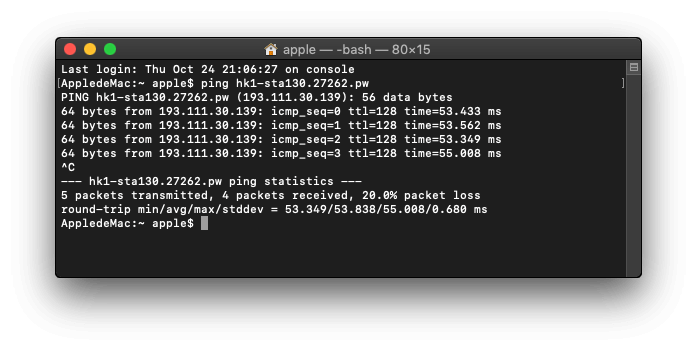 apple — -bash — 80×15
Last login: Thu Oct 24 21:06:27 on console
[AppledeMac:~ apple$ ping hk1-sta130.27262.pw ]
PING hk1-sta130.27262.pw (193.111.30.139): 56 data bytes
64 bytes from 193.111.30.139: icmp_seq=0 ttl=128 time=53.433 ms
64 bytes from 193.111.30.139: icmp_seq=1 ttl=128 time=53.562 ms
64 bytes from 193.111.30.139: icmp_seq=2 ttl=128 time=53.349 ms
64 bytes from 193.111.30.139: icmp_seq=3 ttl=128 time=55.008 ms
^C
--- hk1-sta130.27262.pw ping statistics ---
5 packets transmitted, 4 packets received, 20.0% packet loss
round-trip min/avg/max/stddev = 53.349/53.838/55.008/0.680 ms
AppledeMac:~ apple$